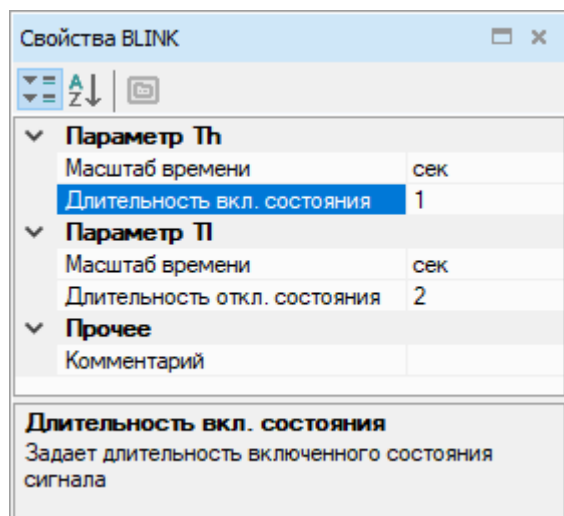 Свойства BLINK
Параметр Th
Масштаб времени сек
Длительность вкл. состояния 1
Параметр Tl
Масштаб времени сек
Длительность откл. состояния 2
Прочее
Комментарий
Длительность вкл. состояния
Задает длительность включенного состояния
сигнала